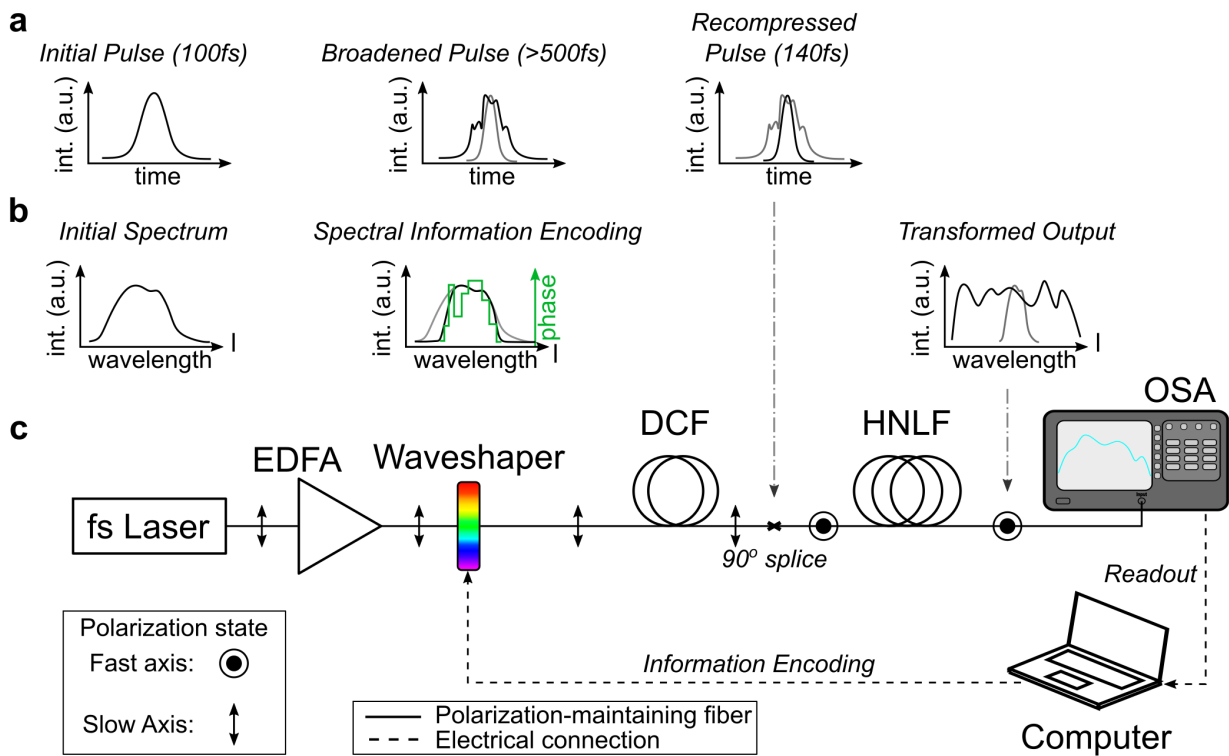 a
Initial Pulse (100fs)
Broadened Pulse (>500fs)
Recompressed
Pulse (140fs)
int. (a.u.)
time
int. (a.u.)
time
int. (a.u.)
time
b
Initial Spectrum
Spectral Information Encoding
Transformed Output
int. (a.u.)
wavelength
l
int. (a.u.)
wavelength
l
phase
int. (a.u.)
wavelength
l
c
OSA
DCF
HNLF
EDFA
Waveshaper
fs Laser
90º splice
Readout
Polarization state
Fast axis:
Slow Axis:
Information Encoding
Polarization-maintaining fiber
Electrical connection
Computer